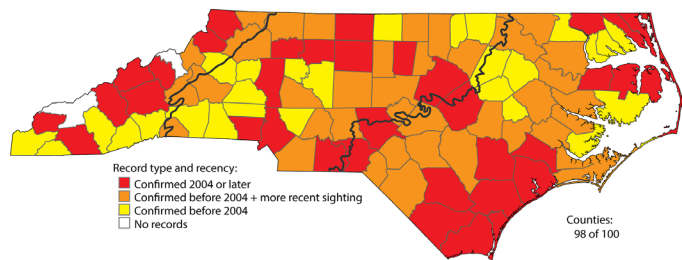 Record type and recency:
Confirmed 2004 or later
Confirmed before 2004 + more recent sighting
Confirmed before 2004
No records
Counties:
98 of 100